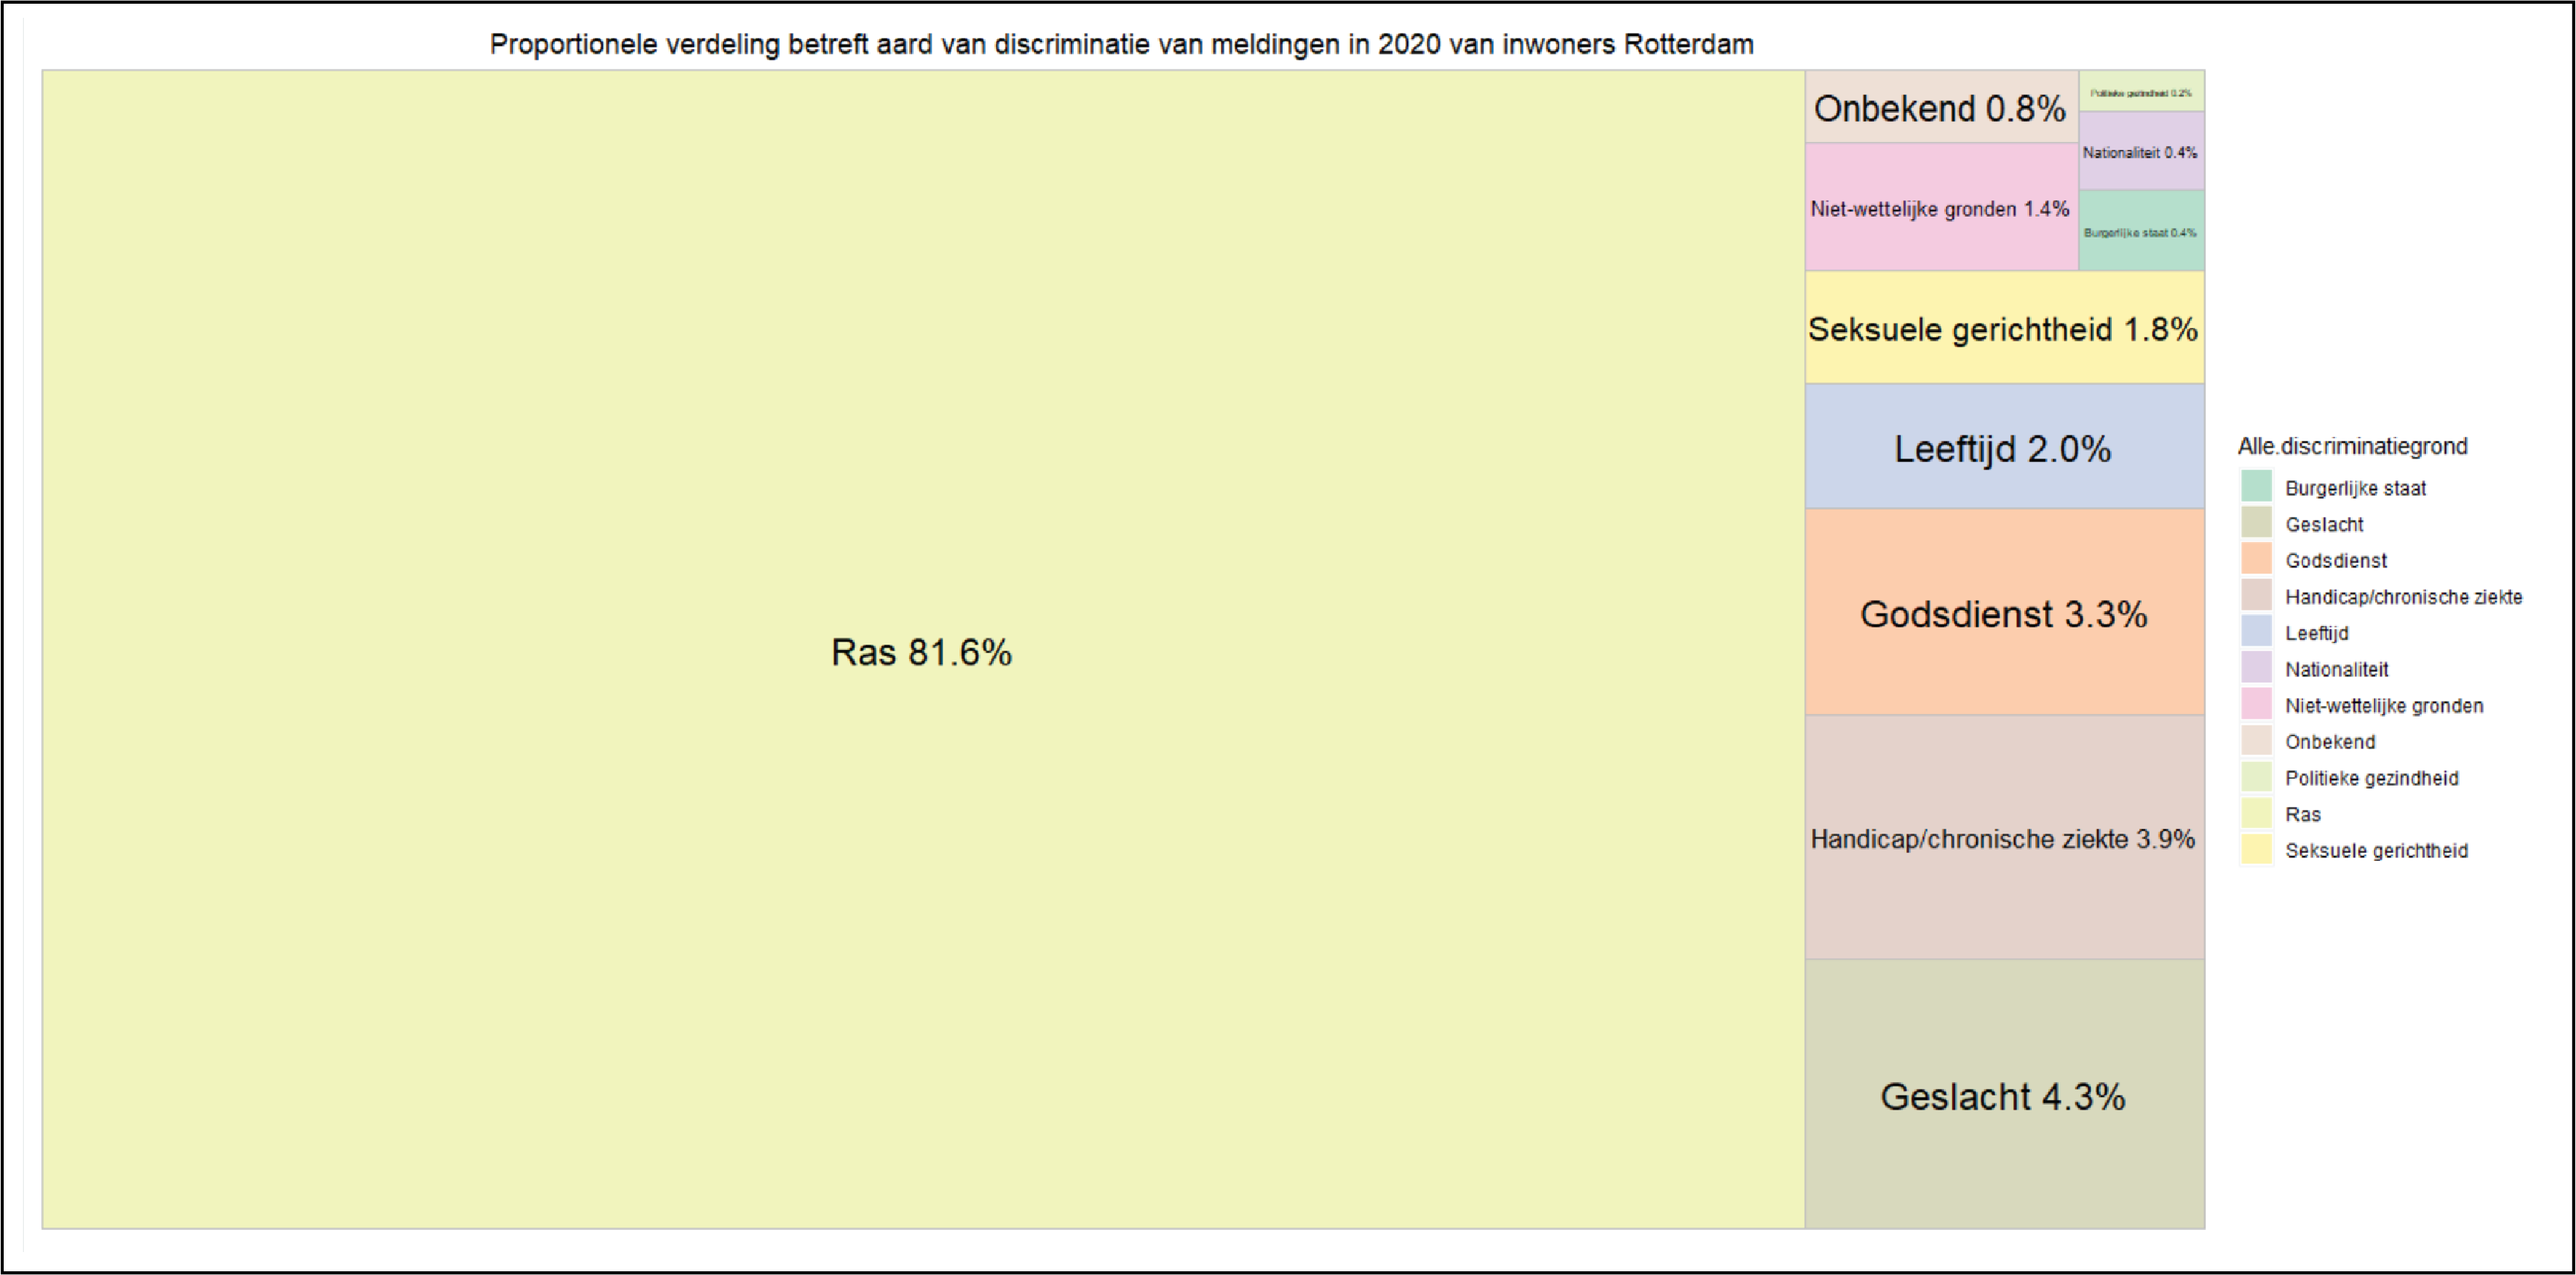 Proportionele verdeling betreft aard van discriminatie van meldingen in 2020 van inwoners Rotterdam
Ras 81.6%
Onbekend 0.8%
Politieke gezindheid 0.2%
Nationaliteit 0.4%
Niet-wettelijke gronden 1.4%
Burgerlijke staat 0.4%
Seksuele gerichtheid 1.8%
Leeftijd 2.0%
Godsdienst 3.3%
Handicap/chronische ziekte 3.9%
Geslacht 4.3%
Alle.discriminatiegrond
Burgerlijke staat
Geslacht
Godsdienst
Handicap/chronische ziekte
Leeftijd
Nationaliteit
Niet-wettelijke gronden
Onbekend
Politieke gezindheid
Ras
Seksuele gerichtheid